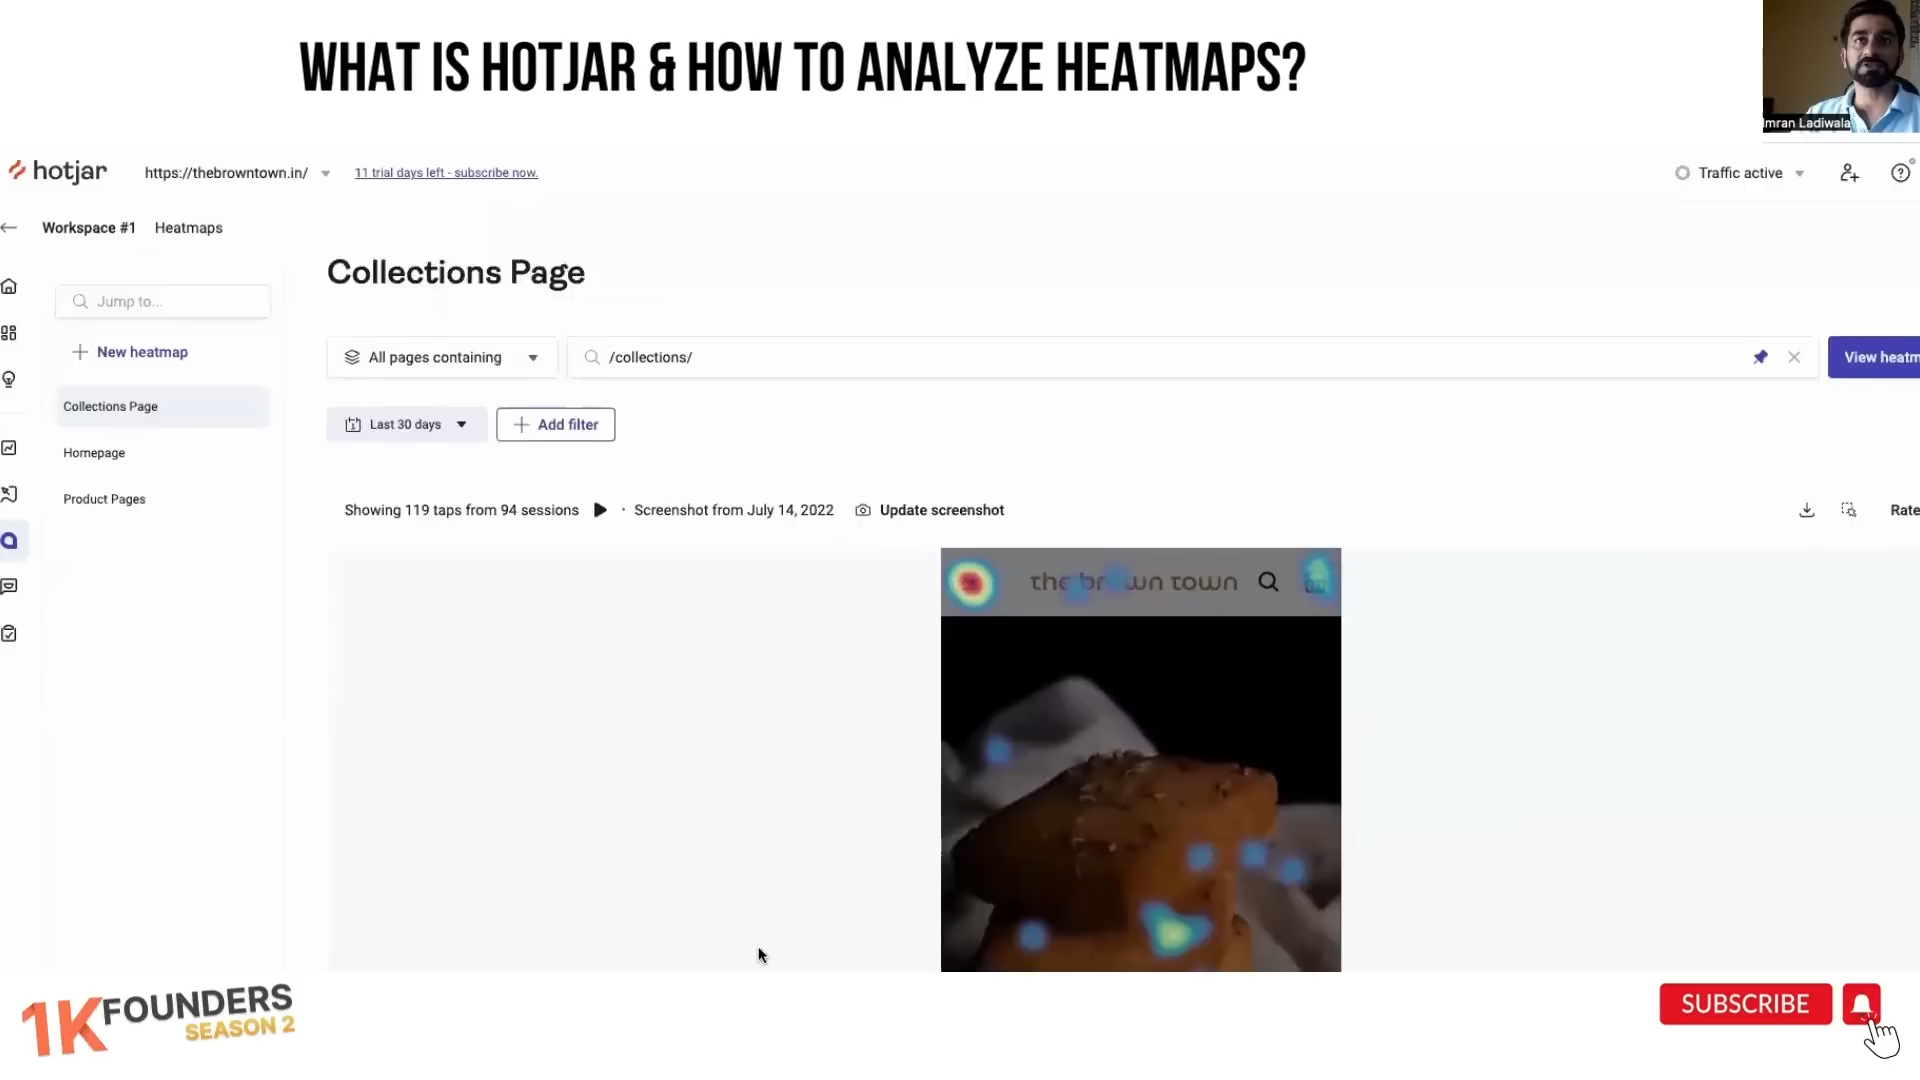 WHAT IS HOTJAR & HOW TO ANALYZE HEATMAPS?
mran Ladiwala
hotjar
https://thebrowntown.in/
11 trial days left - subscribe now.
Traffic active
Workspace #1 Heatmaps
Collections Page
Jump to...
New heatmap
All pages containing
/collections/
View heatm
Collections Page
Last 30 days
Add filter
Homepage
Product Pages
Showing 119 taps from 94 sessions · Screenshot from July 14, 2022 Update screenshot
Rate
the brown town
1K FOUNDERS
SEASON 2
SUBSCRIBE